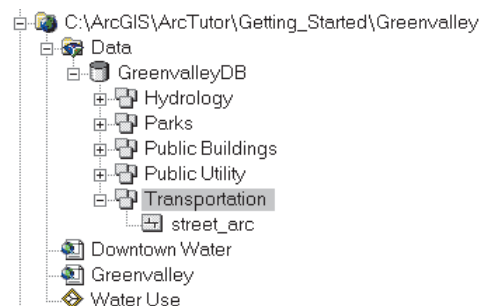 C:\ArcGIS\ArcTutor\Getting_Started\Greenvalley
Data
GreenvalleyDB
Hydrology
Parks
Public Buildings
Public Utility
Transportation
street_arc
Downtown Water
Greenvalley
Water Use